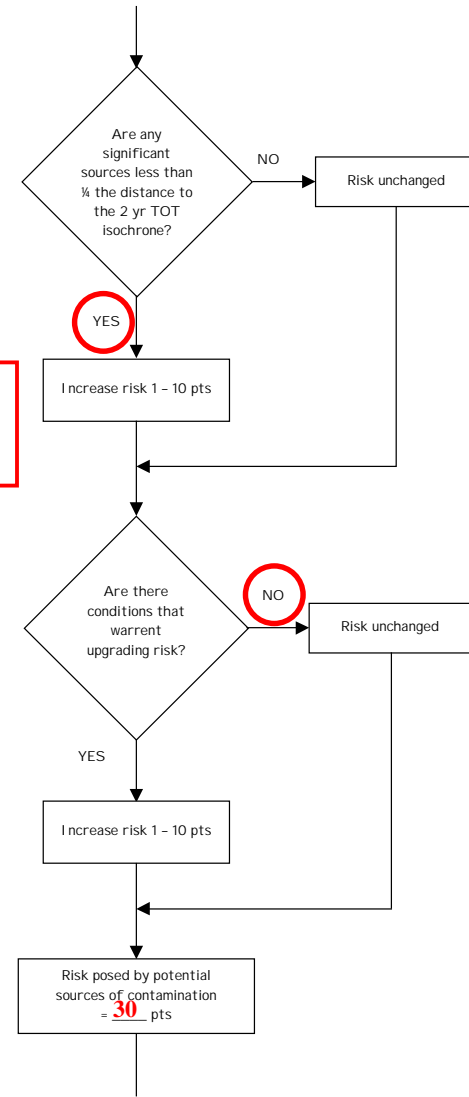 Are any
significant
sources less than
¼ the distance to
the 2 yr TOT
isochrone?
NO
Risk unchanged
YES
Increase risk 1 – 10 pts
Are there
conditions that
warrent
upgrading risk?
NO
Risk unchanged
YES
Increase risk 1 – 10 pts
Risk posed by potential
sources of contamination
= 30 pts